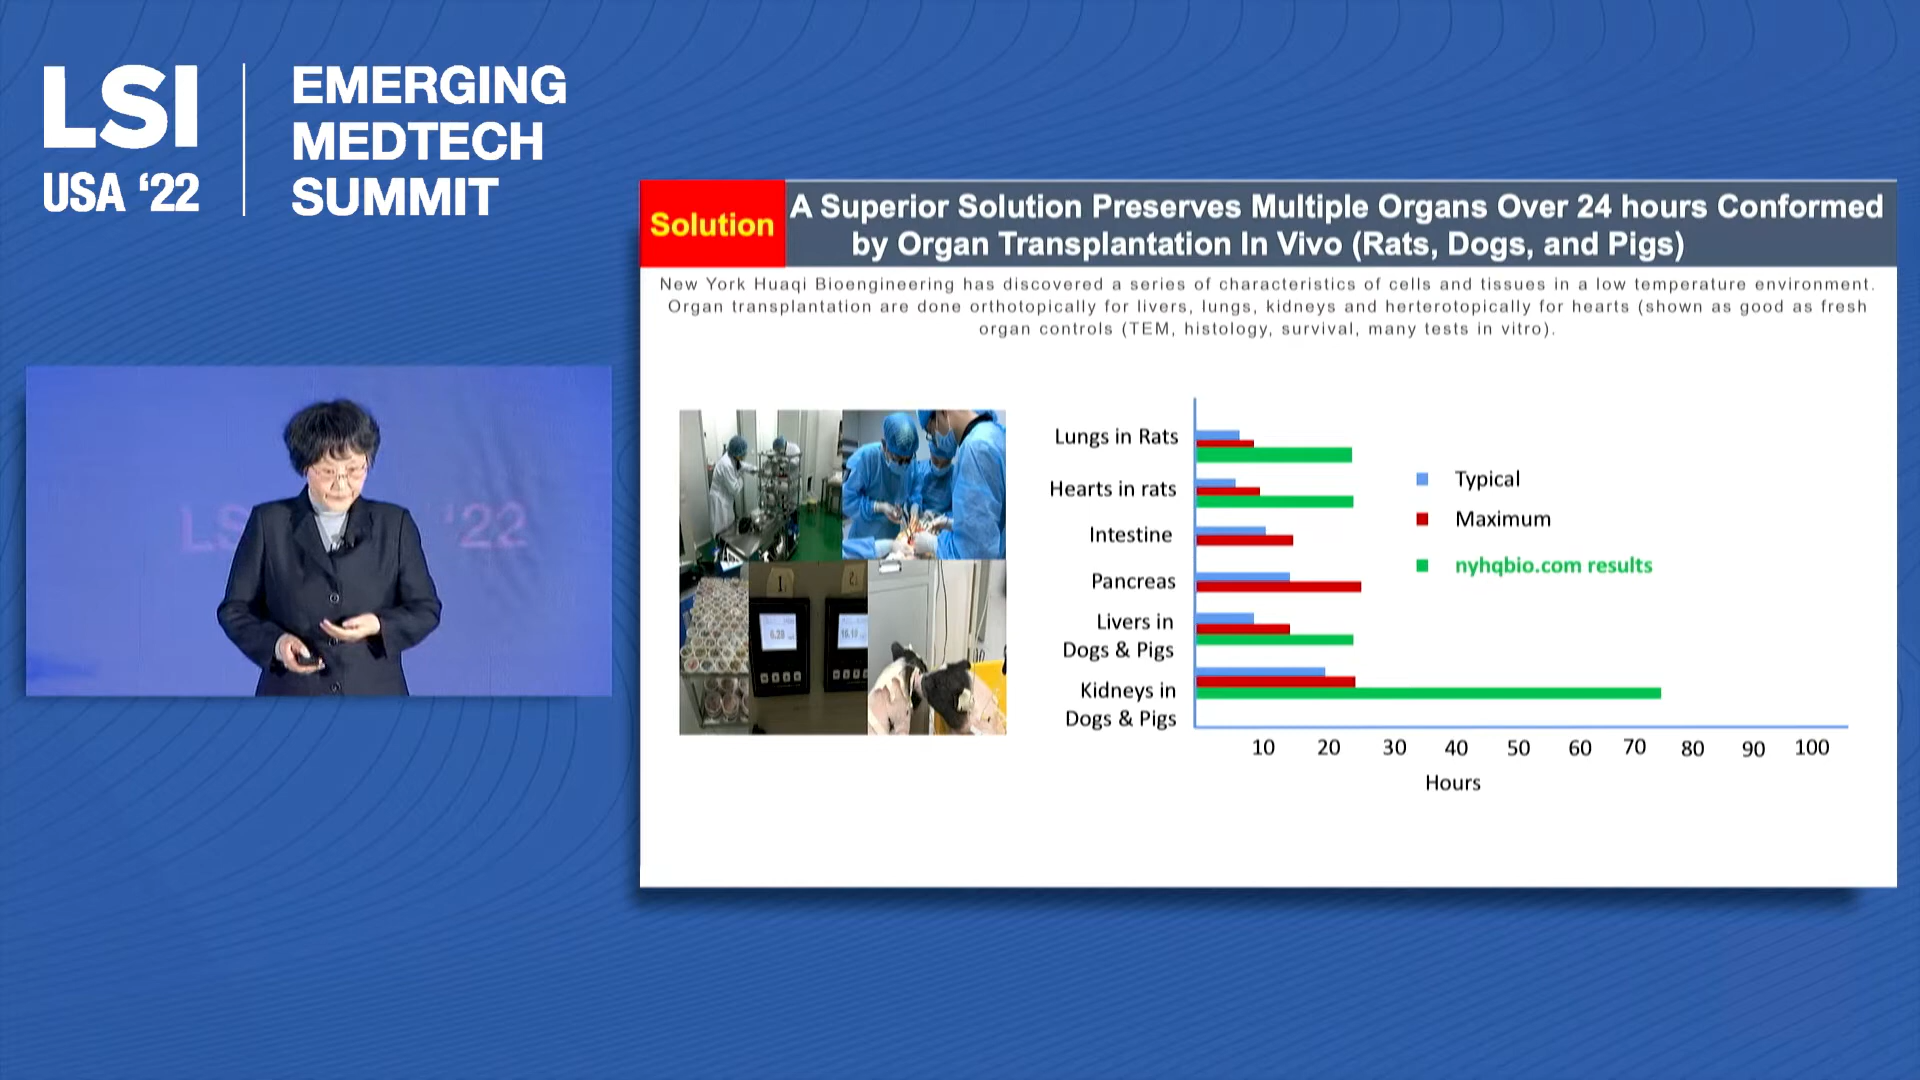 LSI
USA ‘22
EMERGING
MEDTECH
SUMMIT
Solution
A Superior Solution Preserves Multiple Organs Over 24 hours Conformed
by Organ Transplantation In Vivo (Rats, Dogs, and Pigs)
New York Huaqi Bioengineering has discovered a series of characteristics of cells and tissues in a low temperature environment.
Organ transplantation are done orthotopically for livers, lungs, kidneys and herterotopically for hearts (shown as good as fresh
organ controls (TEM, histology, survival, many tests in vitro).
LS
‘22
Lungs in Rats
Hearts in rats
Intestine
Pancreas
Livers in
Dogs & Pigs
Kidneys in
Dogs & Pigs
Typical
Maximum
nyhqbio.com results
10 20 30 40 50 60 70 80 90 100
Hours